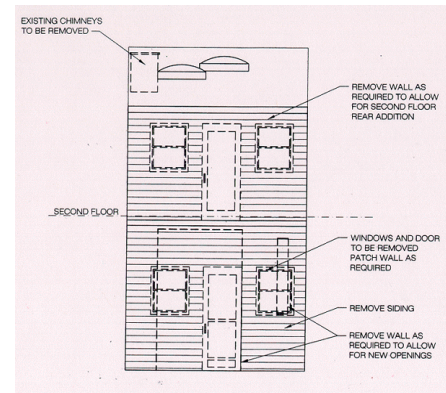 EXISTING CHIMNEYS
TO BE REMOVED
REMOVE WALL AS
REQUIRED TO ALLOW
FOR SECOND FLOOR
REAR ADDITION
SECOND FLOOR
WINDOWS AND DOOR
TO BE REMOVED
PATCH WALL AS
REQUIRED
REMOVE SIDING
REMOVE WALL AS
REQUIRED TO ALLOW
FOR NEW OPENINGS